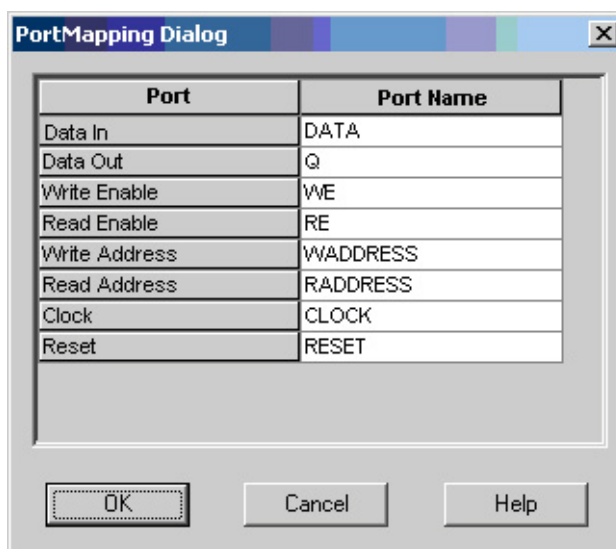 PortMapping Dialog
Port Port Name
Data In DATA
Data Out Q
Write Enable WE
Read Enable RE
Write Address WADDRESS
Read Address RADDRESS
Clock CLOCK
Reset RESET
OK Cancel Help